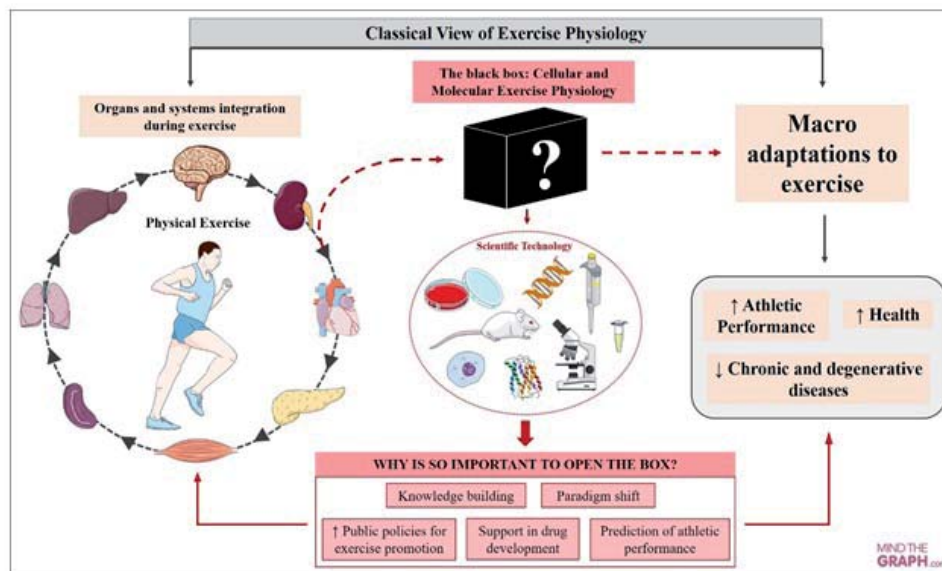 Classical View of Exercise Physiology
Organs and systems integration
during exercise
The black box: Cellular and
Molecular Exercise Physiology
?
Macro
adaptations to
exercise
Physical Exercise
Scientific Technology
↑ Athletic
Performance
↑ Health
↓ Chronic and degenerative
diseases
WHY IS SO IMPORTANT TO OPEN THE BOX?
Knowledge building
Paradigm shift
↑ Public policies for
exercise promotion
Support in drug
development
Prediction of athletic
performance
MIND THE
GRAPH.com